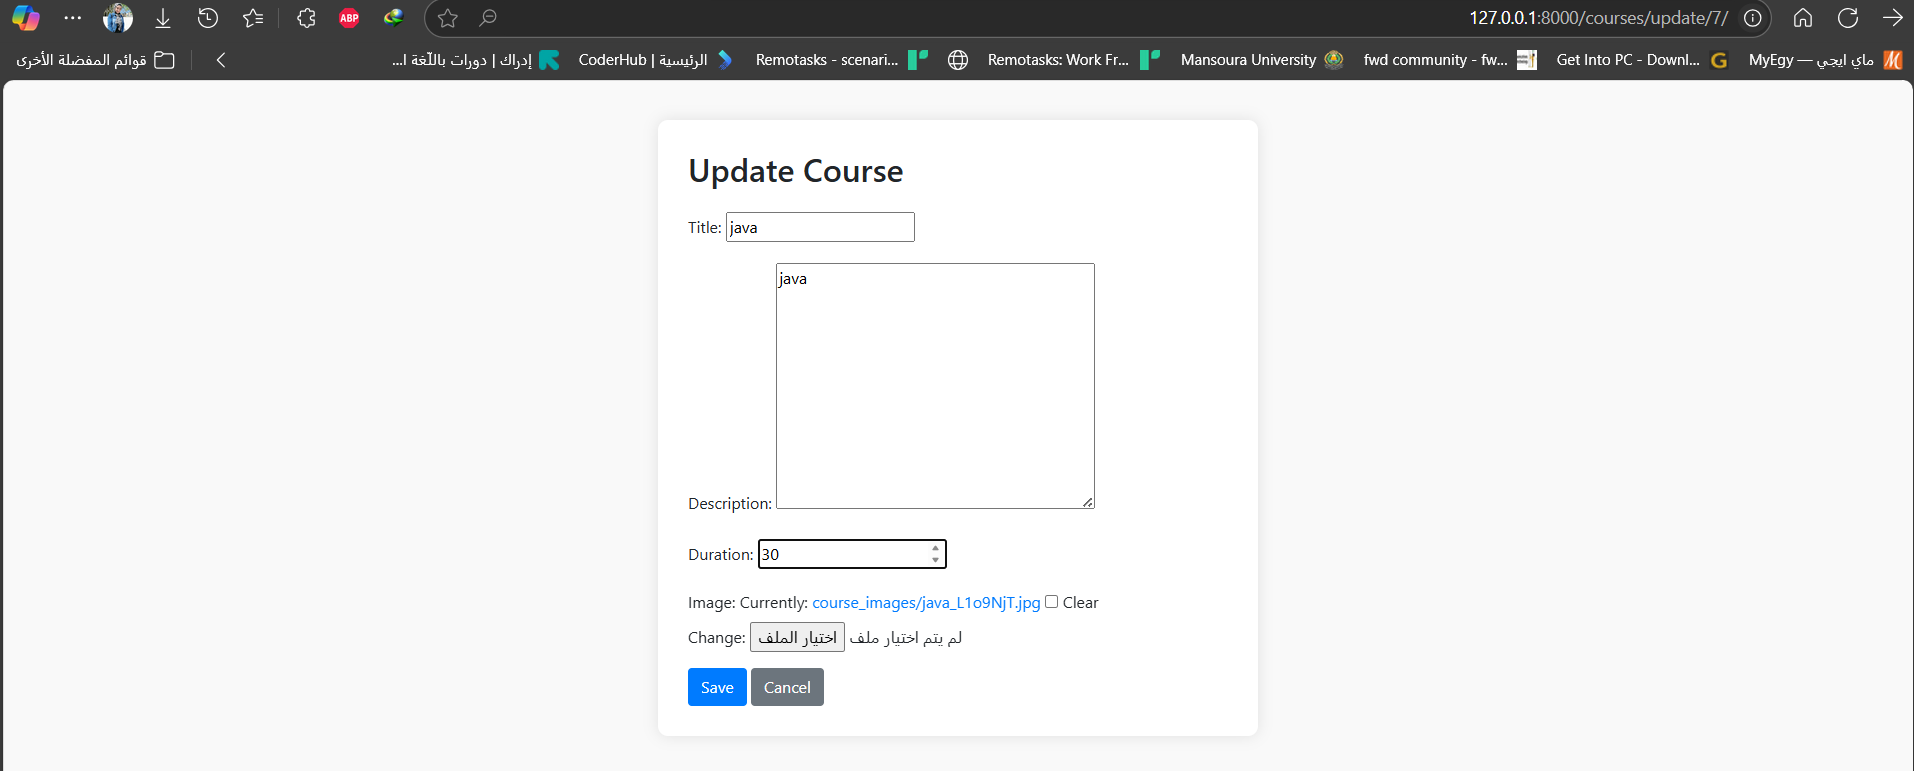 ABP
127.0.0.1:8000/courses/update/7/
قوائم المفضلة الأخرى
إدراك | دورات باللّغة ا...
CoderHub | الرئيسية
Remotasks - scenari...
Remotasks: Work Fr...
Mansoura University
fwd community - fw...
Get Into PC - Downl...
G
MyEgy — ماي ايجي
Update Course
Title: java
java
Description:
Duration: 30
Image: Currently: course_images/java_L1o9NjT.jpg Clear
Change: اختيار الملف لم يتم اختيار ملف
Save Cancel